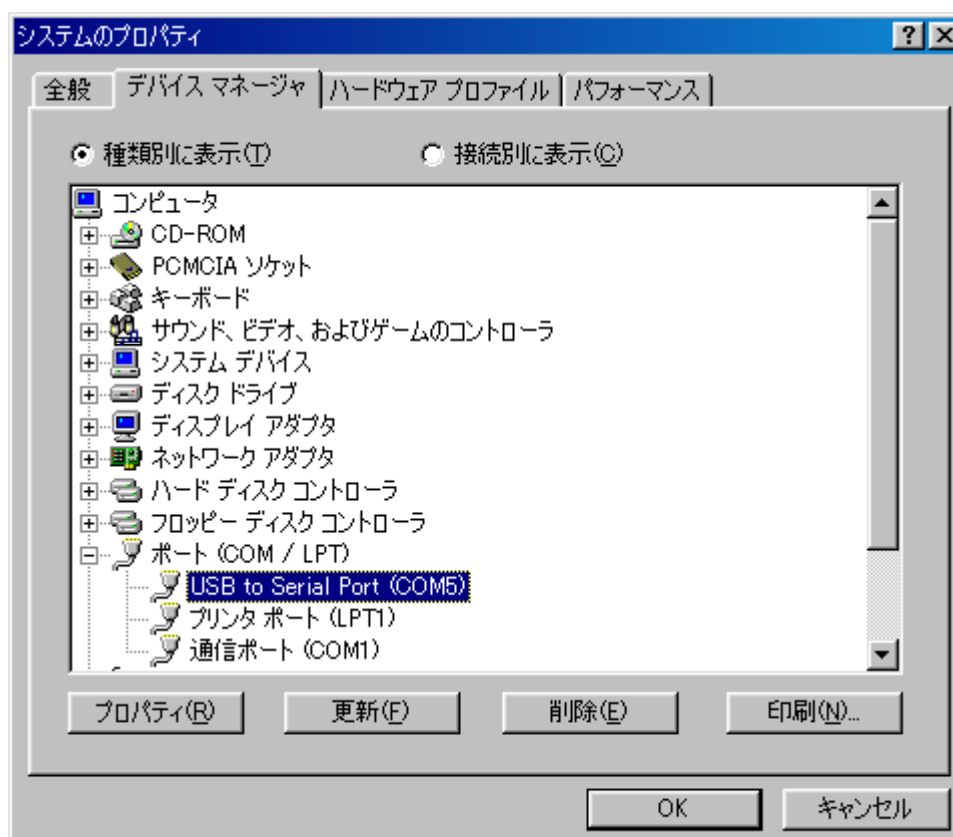 システムのプロパティ
全般 デバイス マネージャ ハードウェア プロファイル パフォーマンス
種類別に表示(T) 接続別に表示(C)
コンピュータ
CD-ROM
PCMCIA ソケット
キーボード
サウンド、ビデオ、およびゲームのコントローラ
システム デバイス
ディスク ドライブ
ディスプレイ アダプタ
ネットワーク アダプタ
ハード ディスク コントローラ
フロッピー ディスク コントローラ
ポート (COM / LPT)
USB to Serial Port (COM5)
プリンタ ポート (LPT1)
通信ポート (COM1)
プロパティ(R) 更新(F) 削除(E) 印刷(N)...
OK キャンセル